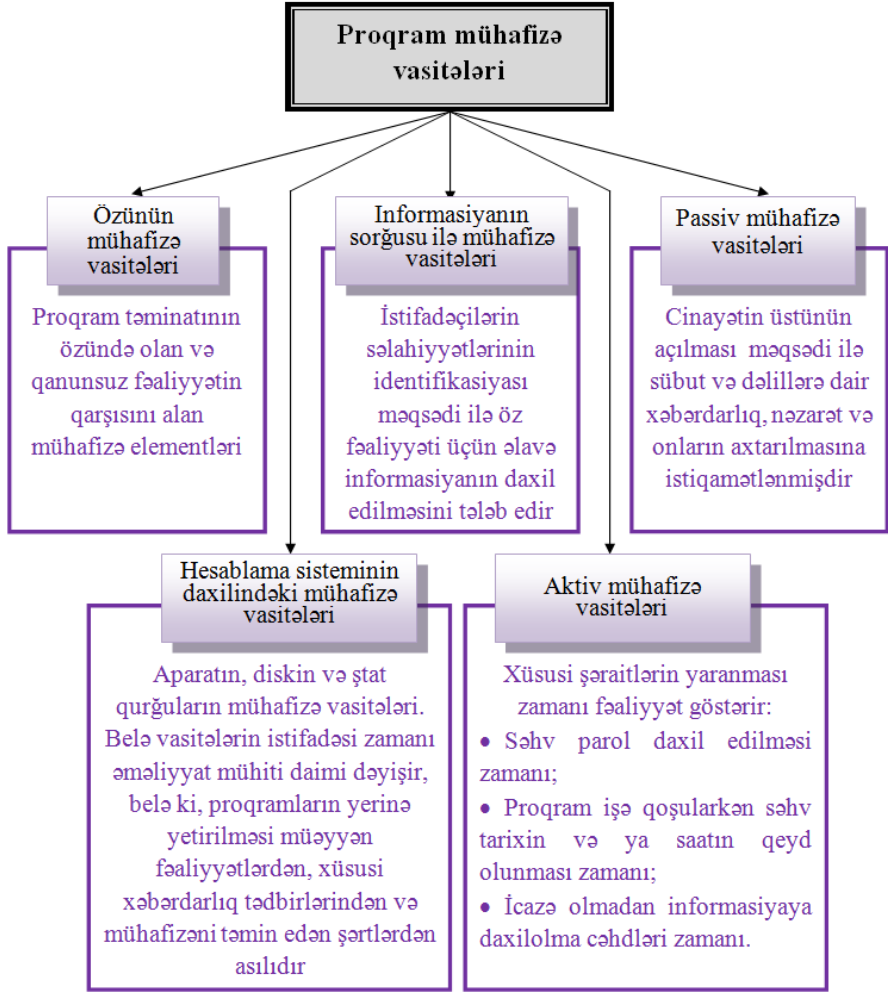 Proqram mühafizə
vasitələri
Özünün
mühafizə
vasitələri
Proqram təminatının
özündə olan və
qanunsuz fəaliyyətin
qarşısını alan
mühafizə elementləri
Informasiyanın
sorğusu ilə mühafizə
vasitələri
İstifadəçilərin
səlahiyyətlərinin
identifikasiyası
məqsədi ilə öz
fəaliyyəti üçün əlavə
informasiyanın daxil
edilməsini tələb edir
Passiv mühafizə
vasitələri
Cinayətin üstünün
açılması məqsədi ilə
sübut və dəlillərə dair
xəbərdarlıq, nəzarət və
onların axtarılmasına
istiqamətlənmişdir
Hesablama sisteminin
daxilindəki mühafizə
vasitələri
Aparatın, diskin və ştat
qurğuların mühafizə vasitələri.
Belə vasitələrin istifadəsi zamanı
əməliyyat mühiti daimi dəyişir,
belə ki, proqramların yerinə
yetirilməsi müəyyən
fəaliyyətlərdən, xüsusi
xəbərdarlıq tədbirlərindən və
mühafizəni təmin edən şərtlərdən
asılıdır
Aktiv mühafizə
vasitələri
Xüsusi şəraitlərin yaranması
zamanı fəaliyyət göstərir:
• Səhv parol daxil edilməsi
zamanı;
• Proqram işə qoşularkən səhv
tarixin və ya saatın qeyd
olunması zamanı;
• İcazə olmadan informasiyaya
daxilolma cəhdləri zamanı.